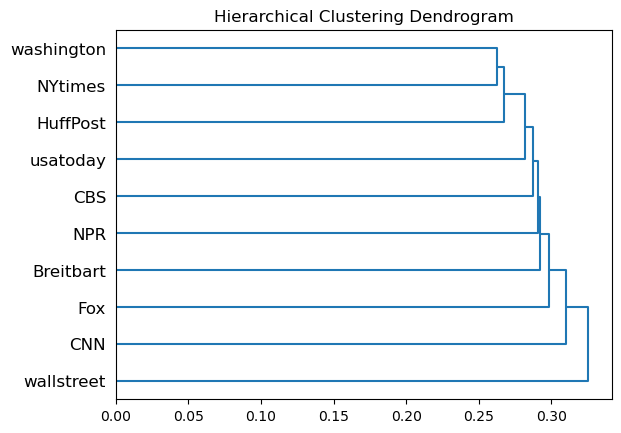 Hierarchical Clustering Dendrogram
washington
NYtimes
HuffPost
usatoday
CBS
NPR
Breitbart
Fox
CNN
wallstreet
0.00 0.05 0.10 0.15 0.20 0.25 0.30